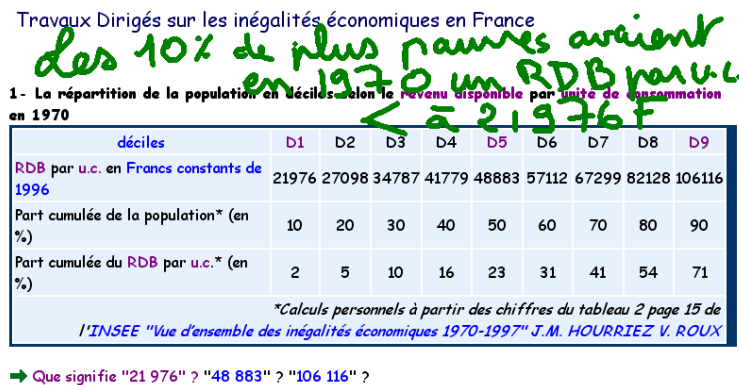 Travaux Dirigés sur les inégalités économiques en France
Les 10% de plus pauvres avaient
en 1970 un RDB par u.c.
< à 21976F
1- La répartition de la population en déciles selon le revenu disponible par unité de consommation
en 1970
déciles D1 D2 D3 D4 D5 D6 D7 D8 D9
RDB par u.c. en Francs constants de
1996 21976 27098 34787 41779 48883 57112 67299 82128 106116
Part cumulée de la population* (en
%) 10 20 30 40 50 60 70 80 90
Part cumulée du RDB par u.c.* (en
%) 2 5 10 16 23 31 41 54 71
*Calculs personnels à partir des chiffres du tableau 2 page 15 de
l'INSEE "Vue d'ensemble des inégalités économiques 1970-1997" J.M. HOURRIEZ V. ROUX
Que signifie "21 976" ? "48 883" ? "106 116" ?